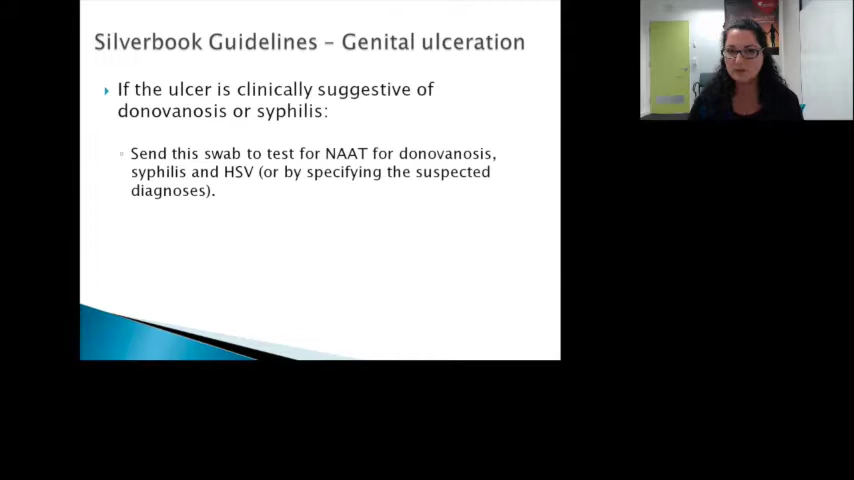 Silverbook Guidelines – Genital ulceration
If the ulcer is clinically suggestive of
donovanosis or syphilis:
Send this swab to test for NAAT for donovanosis,
syphilis and HSV (or by specifying the suspected
diagnoses).